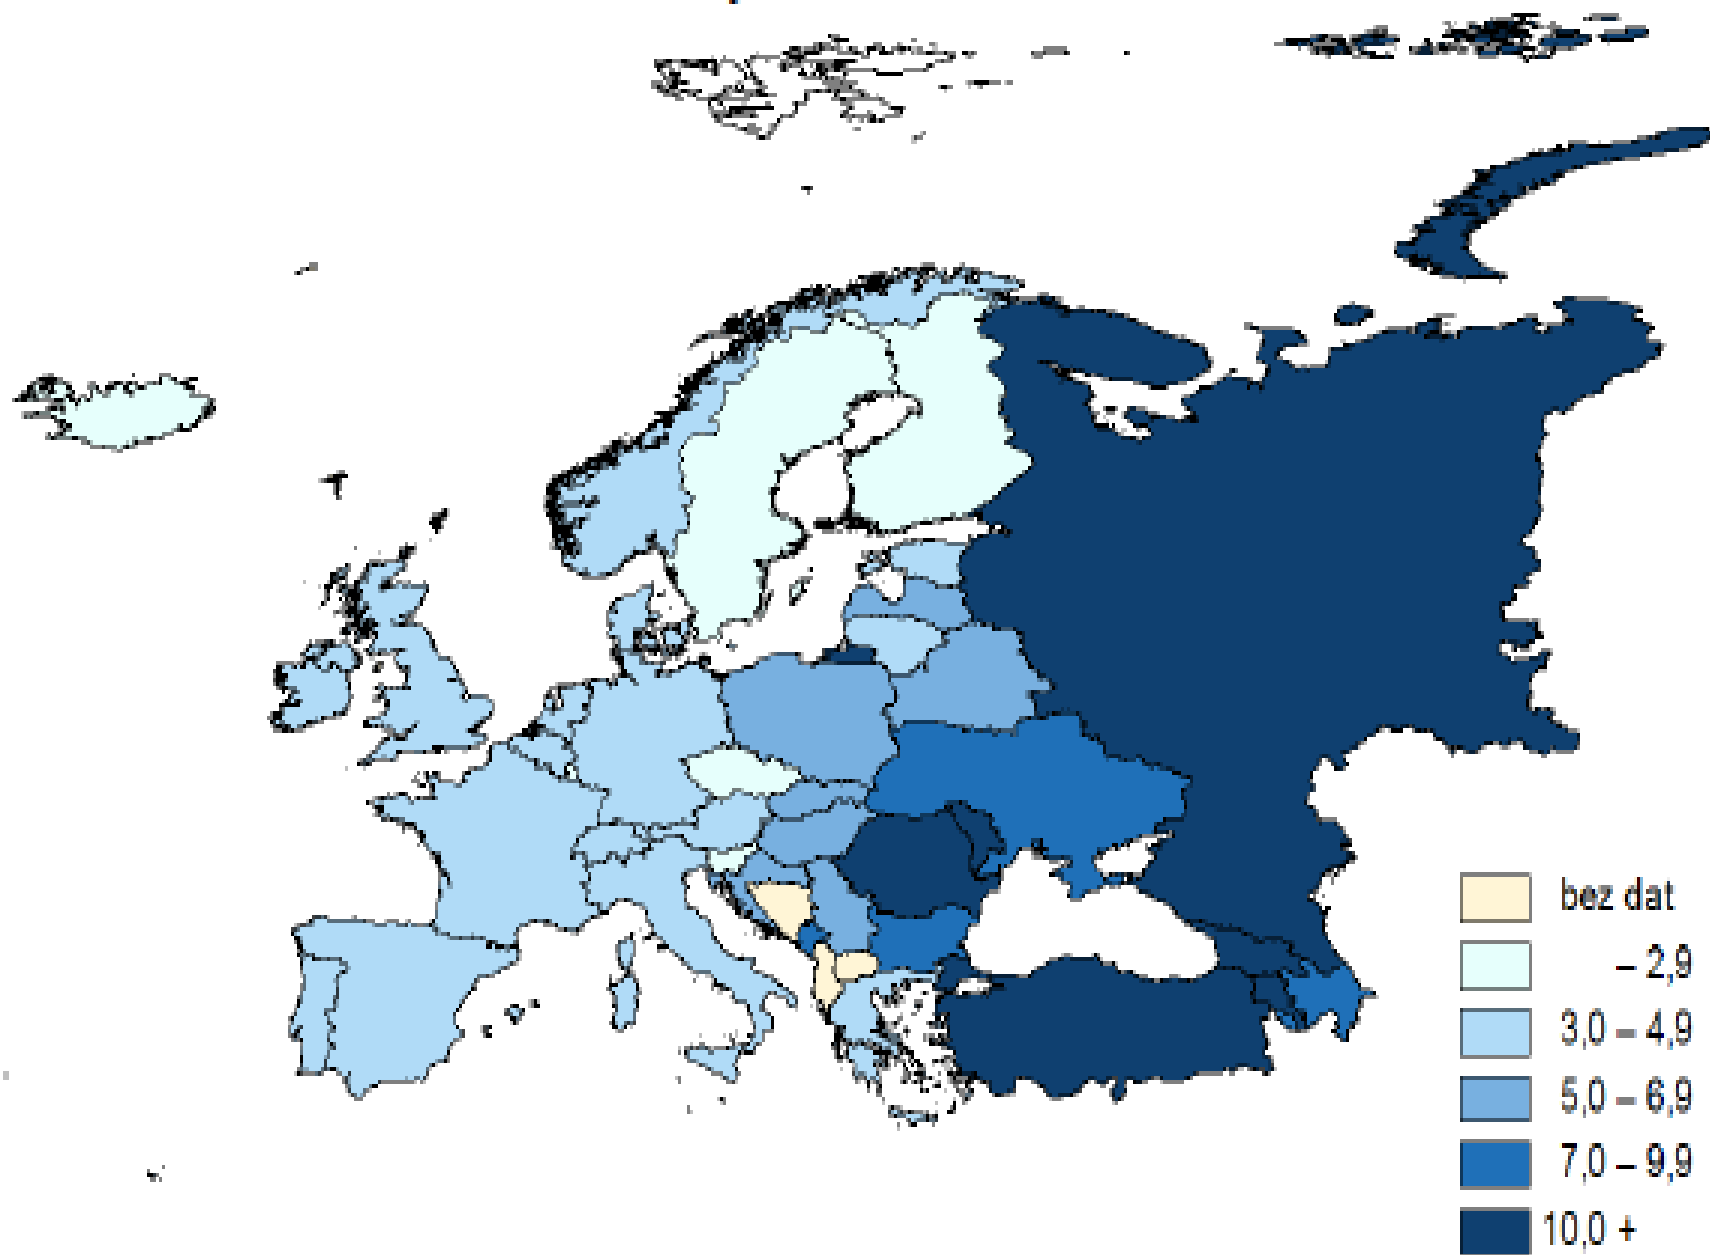 bez dat
– 2,9
3,0 – 4,9
5,0 – 6,9
7,0 – 9,9
10,0 +